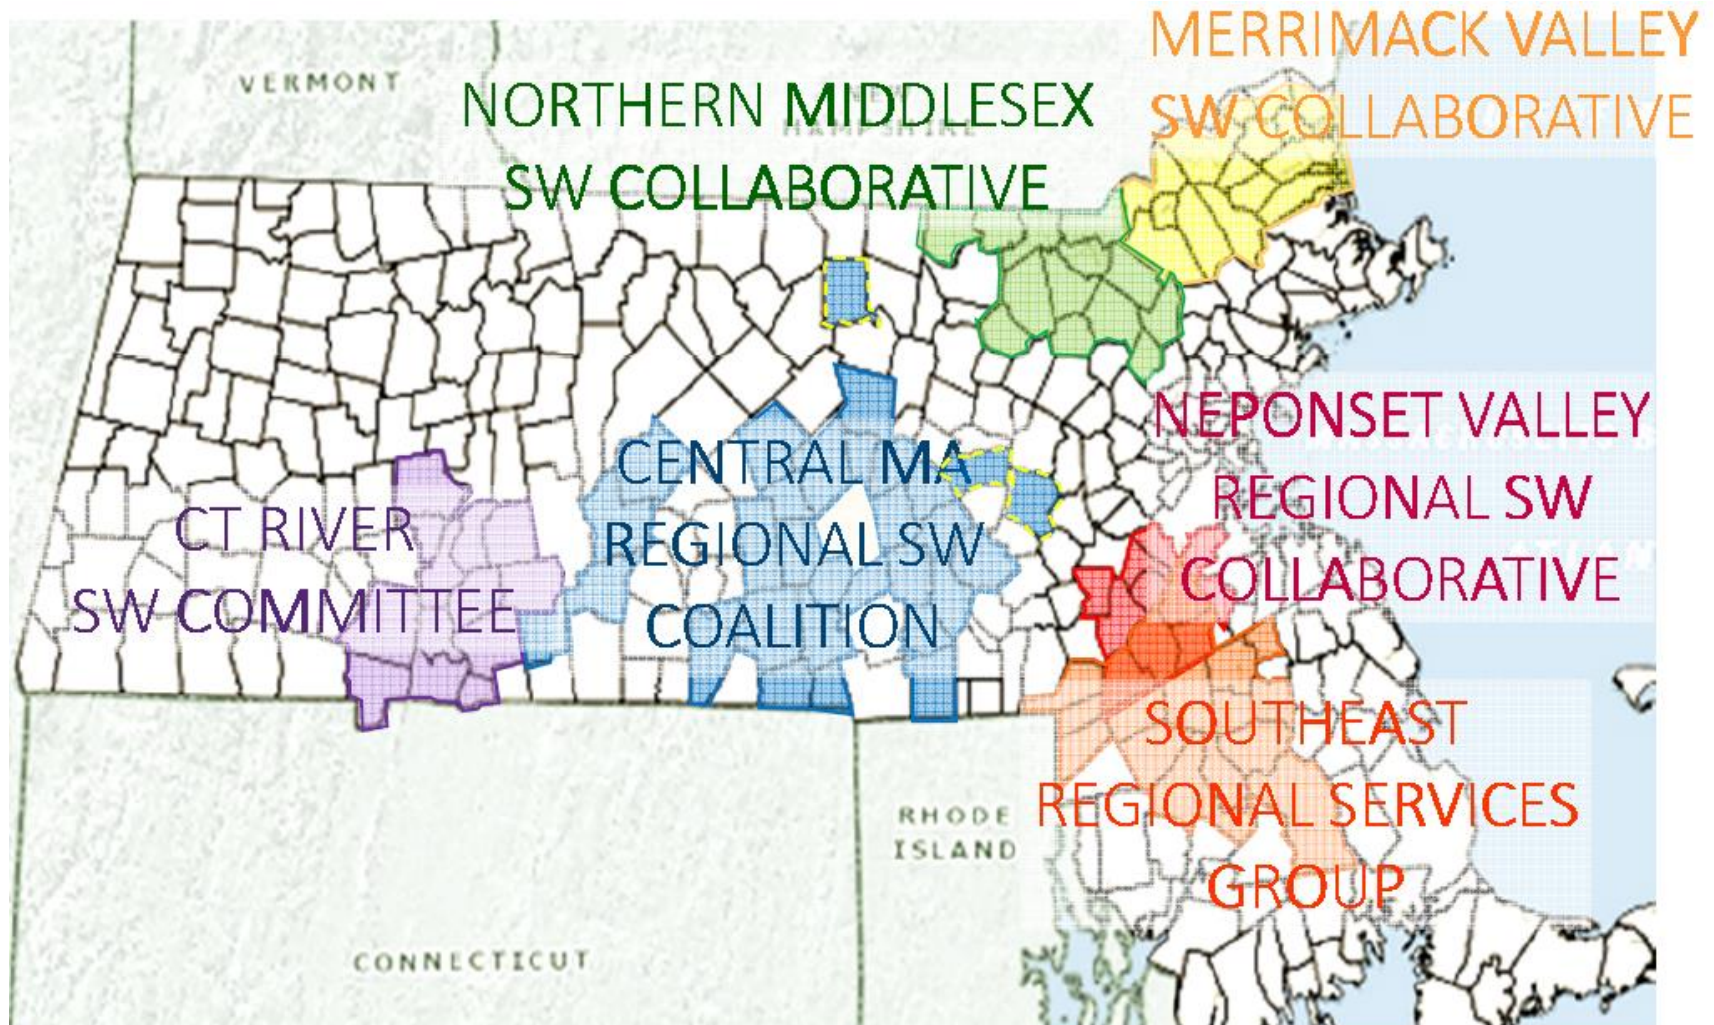 VERMONT
NORTHERN MIDDLESEX
SW COLLABORATIVE
HAMPSHIRE
MERRIMACK VALLEY
SW COLLABORATIVE
NEPONSET VALLEY
REGIONAL SW
COLLABORATIVE
CENTRAL MA
REGIONAL SW
COALITION
CT RIVER
SW COMMITTEE
SOUTHEAST
REGIONAL SERVICES
GROUP
RHODE
ISLAND
CONNECTICUT